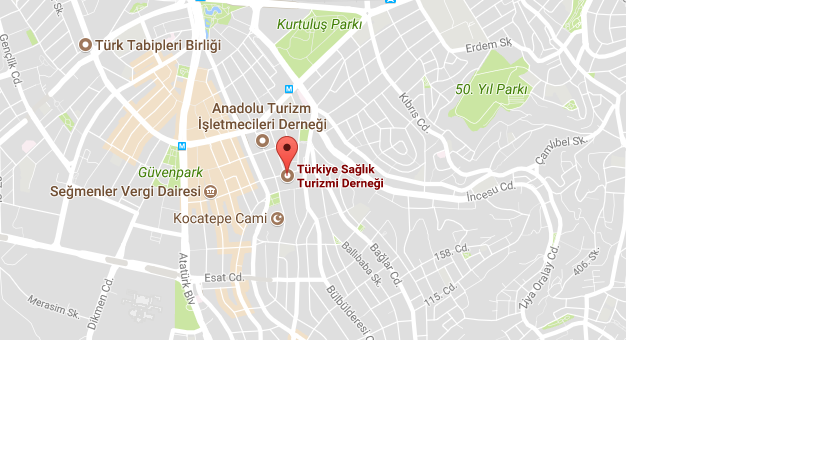 Kurtuluş Parkı
Gençlik Cd.
Sk.
Türk Tabipleri Birliği
Erdem Sk
50. Yıl Parkı
M
Kıbrıs Cd.
Anadolu Turizm
İşletmecileri Derneği
M
Çamlıbel Sk.
Güvenpark
Türkiye Sağlık
Turizmi Derneği
Seğmenler Vergi Dairesi
İncesu Cd.
Kocatepe Cami
Bağlar Cd.
Ballıbaba Sk.
158. Cd.
406. Sk.
Atatürk Blv
Esat Cd.
Ziya Oralay Cd.
Merasim Sk.
Dikmen Cd.
115. Cd.
Bülbülderesi C